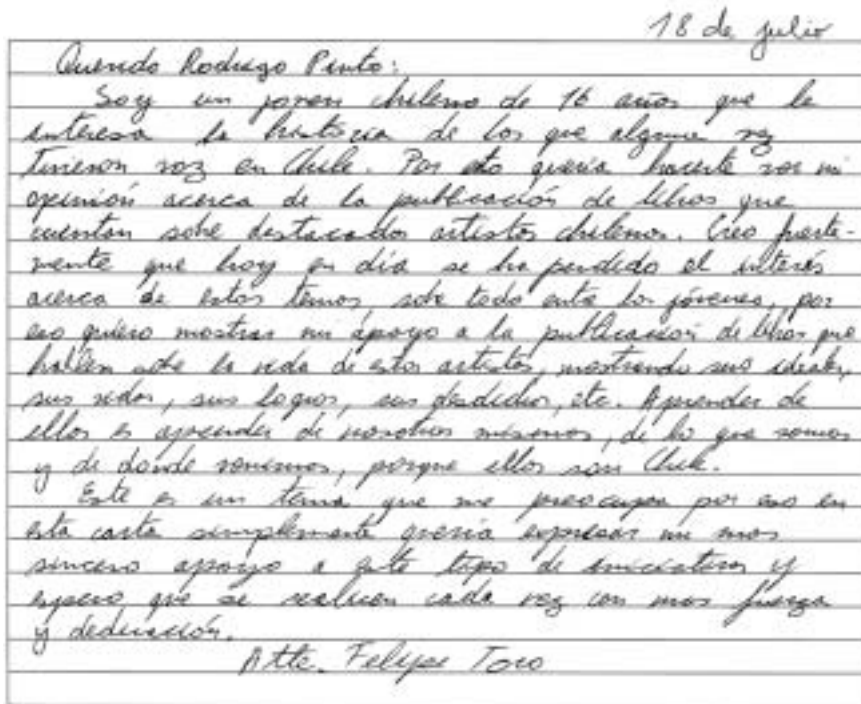 18 de julio
Querido Rodrigo Pinto:
Soy un joven chileno de 16 años que le
interesa la historia de los que alguna vez
tuvieron voz en Chile. Por esto quería hacerte ver mi
opinión acerca de la publicación de libros que
cuentan sobre destacados artistas chilenos. Creo fuerte-
mente que hoy en día se ha perdido el interés
acerca de estos temas, sobre todo entre los jóvenes, por
eso quiero mostrar mi apoyo a la publicación de libros que
hablen sobre la vida de estos artistas, mostrando sus ideales,
sus vidas, sus logros, sus desdichas, etc. Aprender de
ellos es aprender de nosotros mismos, de lo que somos
y de donde venimos, porque ellos son Chile.
Este es un tema que me preocupa por eso en
esta carta simplemente quería expresar mi mas
sincero apoyo a este tipo de iniciativas y
espero que se realicen cada vez con mas fuerza
y dedicación.
Atte. Felipe Toro